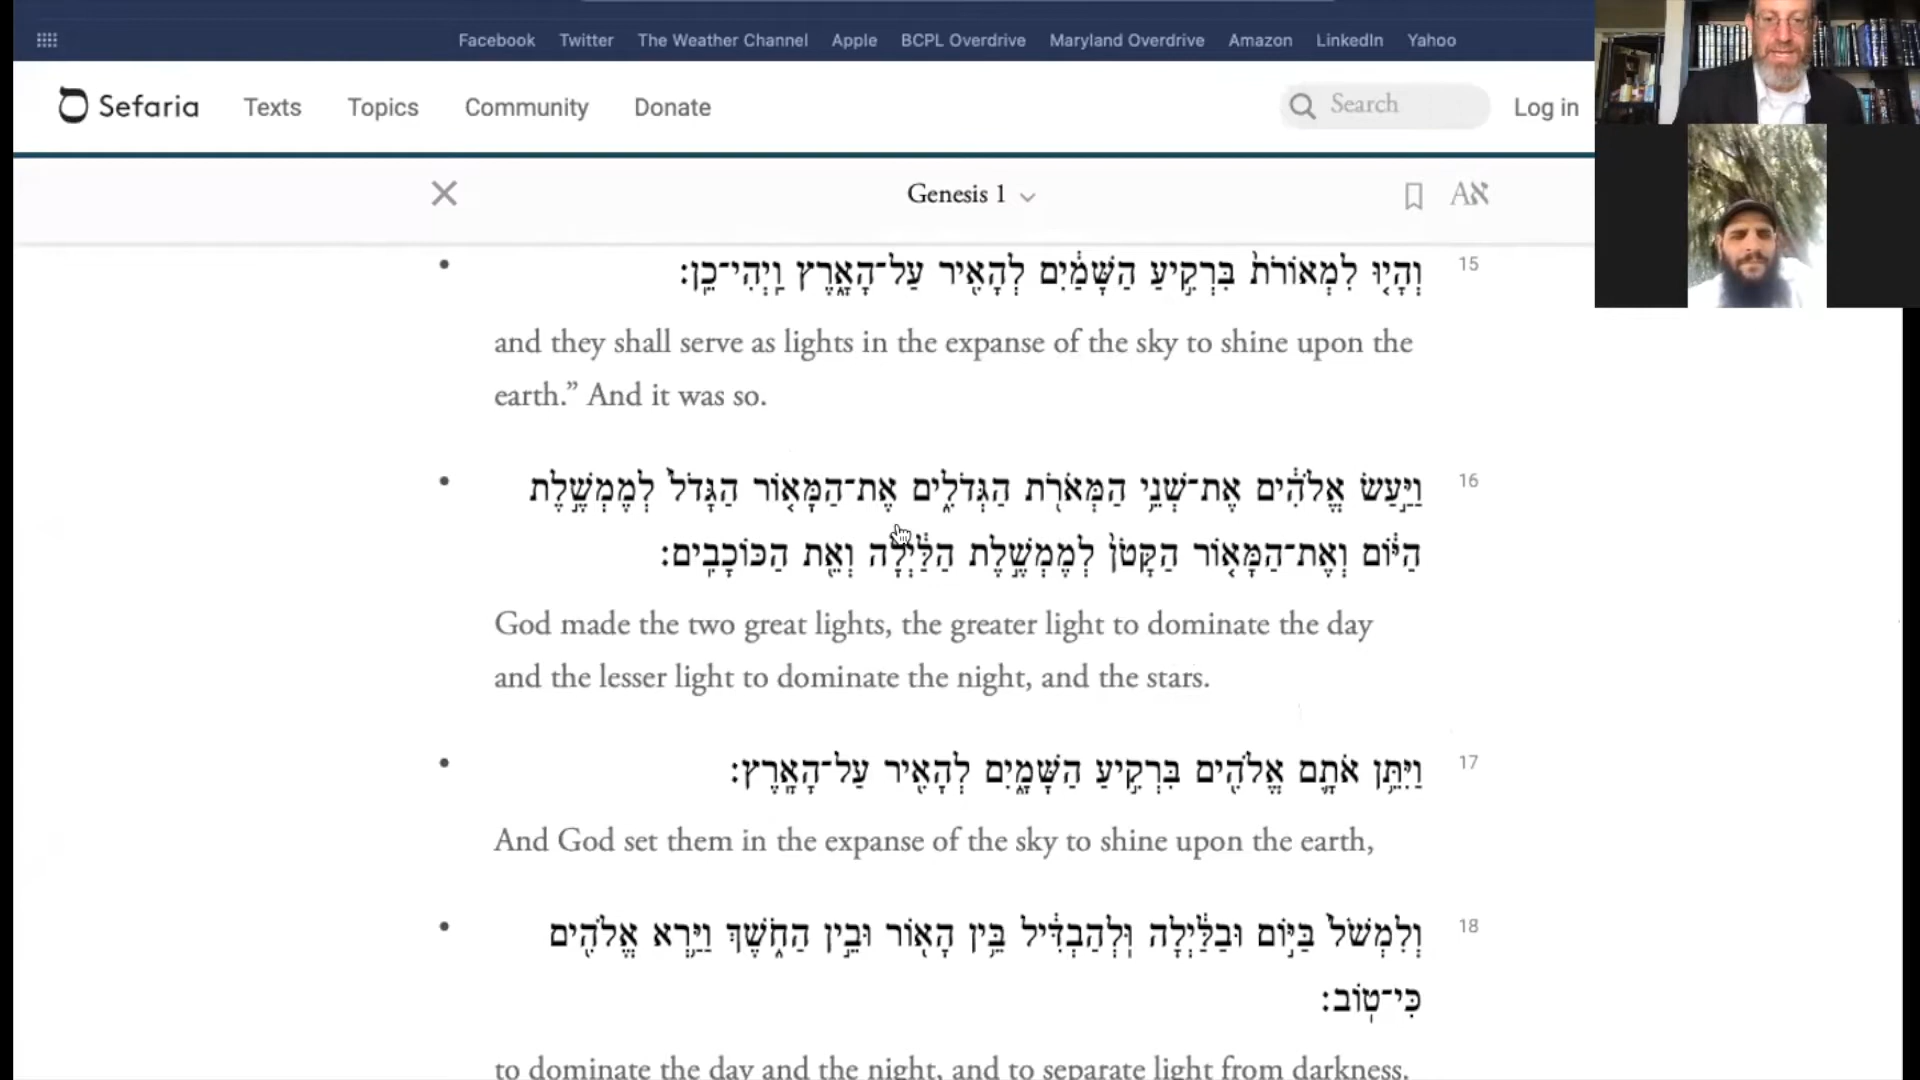 Facebook Twitter The Weather Channel Apple BCPL Overdrive Maryland Overdrive Amazon LinkedIn Yahoo
Sefaria Texts Topics Community Donate Search Log in
Genesis 1 Aא
15
וְהָי֤וּ לִמְאוֹרֹת֙ בִּרְקִ֣יעַ הַשָּׁמַ֔יִם לְהָאִ֖יר עַל־הָאָ֑רֶץ וַֽיְהִי־כֵֽן׃
and they shall serve as lights in the expanse of the sky to shine upon the
earth.” And it was so.
16
וַיַּ֣עַשׂ אֱלֹהִ֔ים אֶת־שְׁנֵ֥י הַמְּאֹרֹ֖ת הַגְּדֹלִ֑ים אֶת־הַמָּא֤וֹר הַגָּדֹל֙ לְמֶמְשֶׁ֣לֶת
הַיּ֔וֹם וְאֶת־הַמָּא֤וֹר הַקָּטֹן֙ לְמֶמְשֶׁ֣לֶת הַלַּ֔יְלָה וְאֵ֖ת הַכּוֹכָבִֽים׃
God made the two great lights, the greater light to dominate the day
and the lesser light to dominate the night, and the stars.
17
וַיִּתֵּ֥ן אֹתָ֛ם אֱלֹהִ֖ים בִּרְקִ֣יעַ הַשָּׁמָ֑יִם לְהָאִ֖יר עַל־הָאָֽרֶץ׃
And God set them in the expanse of the sky to shine upon the earth,
18
וְלִמְשֹׁל֙ בַּיּ֣וֹם וּבַלַּ֔יְלָה וּֽלְהַבְדִּ֔יל בֵּ֥ין הָא֖וֹר וּבֵ֣ין הַחֹ֑שֶׁךְ וַיַּ֥רְא אֱלֹהִ֖ים
כִּי־טֽוֹב׃
to dominate the day and the night, and to separate light from darkness.